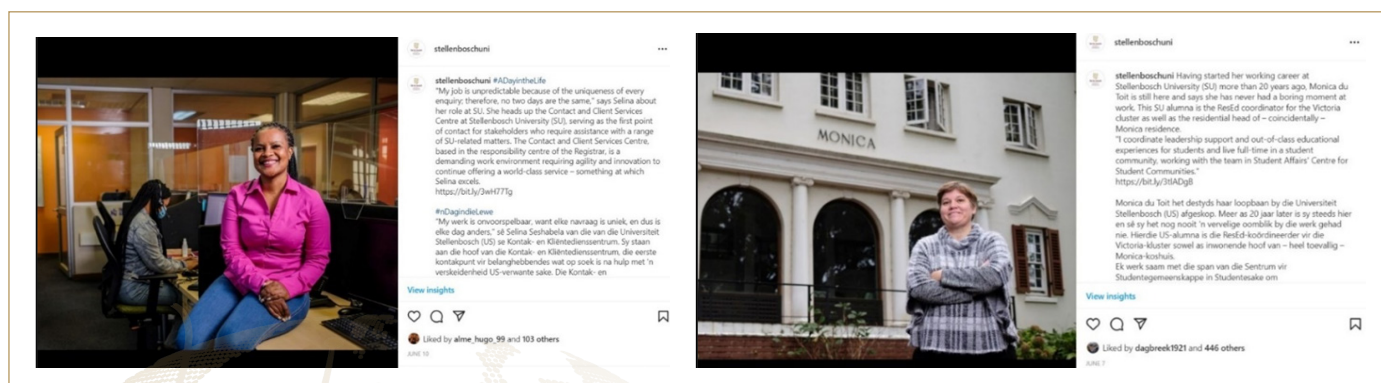 stellenboschuni
stellenboschuni #ADayintheLife
"My job is unpredictable because of the uniqueness of every
enquiry; therefore, no two days are the same," says Selina about
her role at SU. She heads up the Contact and Client Services
Centre at Stellenbosch University (SU), serving as the first point
of contact for stakeholders who require assistance with a range
of SU-related matters. The Contact and Client Services Centre,
based in the responsibility centre of the Registrar, is a
demanding work environment requiring agility and innovation to
continue offering a world-class service – something at which
Selina excels.
https://bit.ly/3wH77Tg
#nDagindieLewe
"My werk is onvoorspelbaar, want elke navraag is uniek, en dus is
elke dag anders," sê Selina Seshabela van die van die Universiteit
Stellenbosch (US) se Kontak- en Kliëntedienssentrum. Sy staan
aan die hoof van die Kontak- en Kliëntedienssentrum, die eerste
kontakpunt vir belanghebbendes wat op soek is na hulp met 'n
verskeidenheid US-verwante sake. Die Kontak- en
View insights
Liked by alme_hugo_99 and 103 others
JUNE 10
MONICA
stellenboschuni
stellenboschuni Having started her working career at
Stellenbosch University (SU) more than 20 years ago, Monica du
Toit is still here and says she has never had a boring moment at
work. This SU alumna is the ResEd coordinator for the Victoria
cluster as well as the residential head of – coincidentally –
Monica residence.
"I coordinate leadership support and out-of-class educational
experiences for students and live full-time in a student
community, working with the team in Student Affairs' Centre for
Student Communities."
https://bit.ly/3tIADgB
Monica du Toit het destyds haar loopbaan by die Universiteit
Stellenbosch (US) afgeskop. Meer as 20 jaar later is sy steeds hier
en sê sy het nog nooit 'n vervelige oomblik by die werk gehad
nie. Hierdie US-alumna is die ResEd-koördineerder vir die
Victoria-kluster sowel as inwonende hoof van – heel toevallig –
Monica-koshuis.
Ek werk saam met die span van die Sentrum vir
Studentegemeenskappe in Studentesake om
View insights
Liked by dagbreek1921 and 446 others
JUNE 7